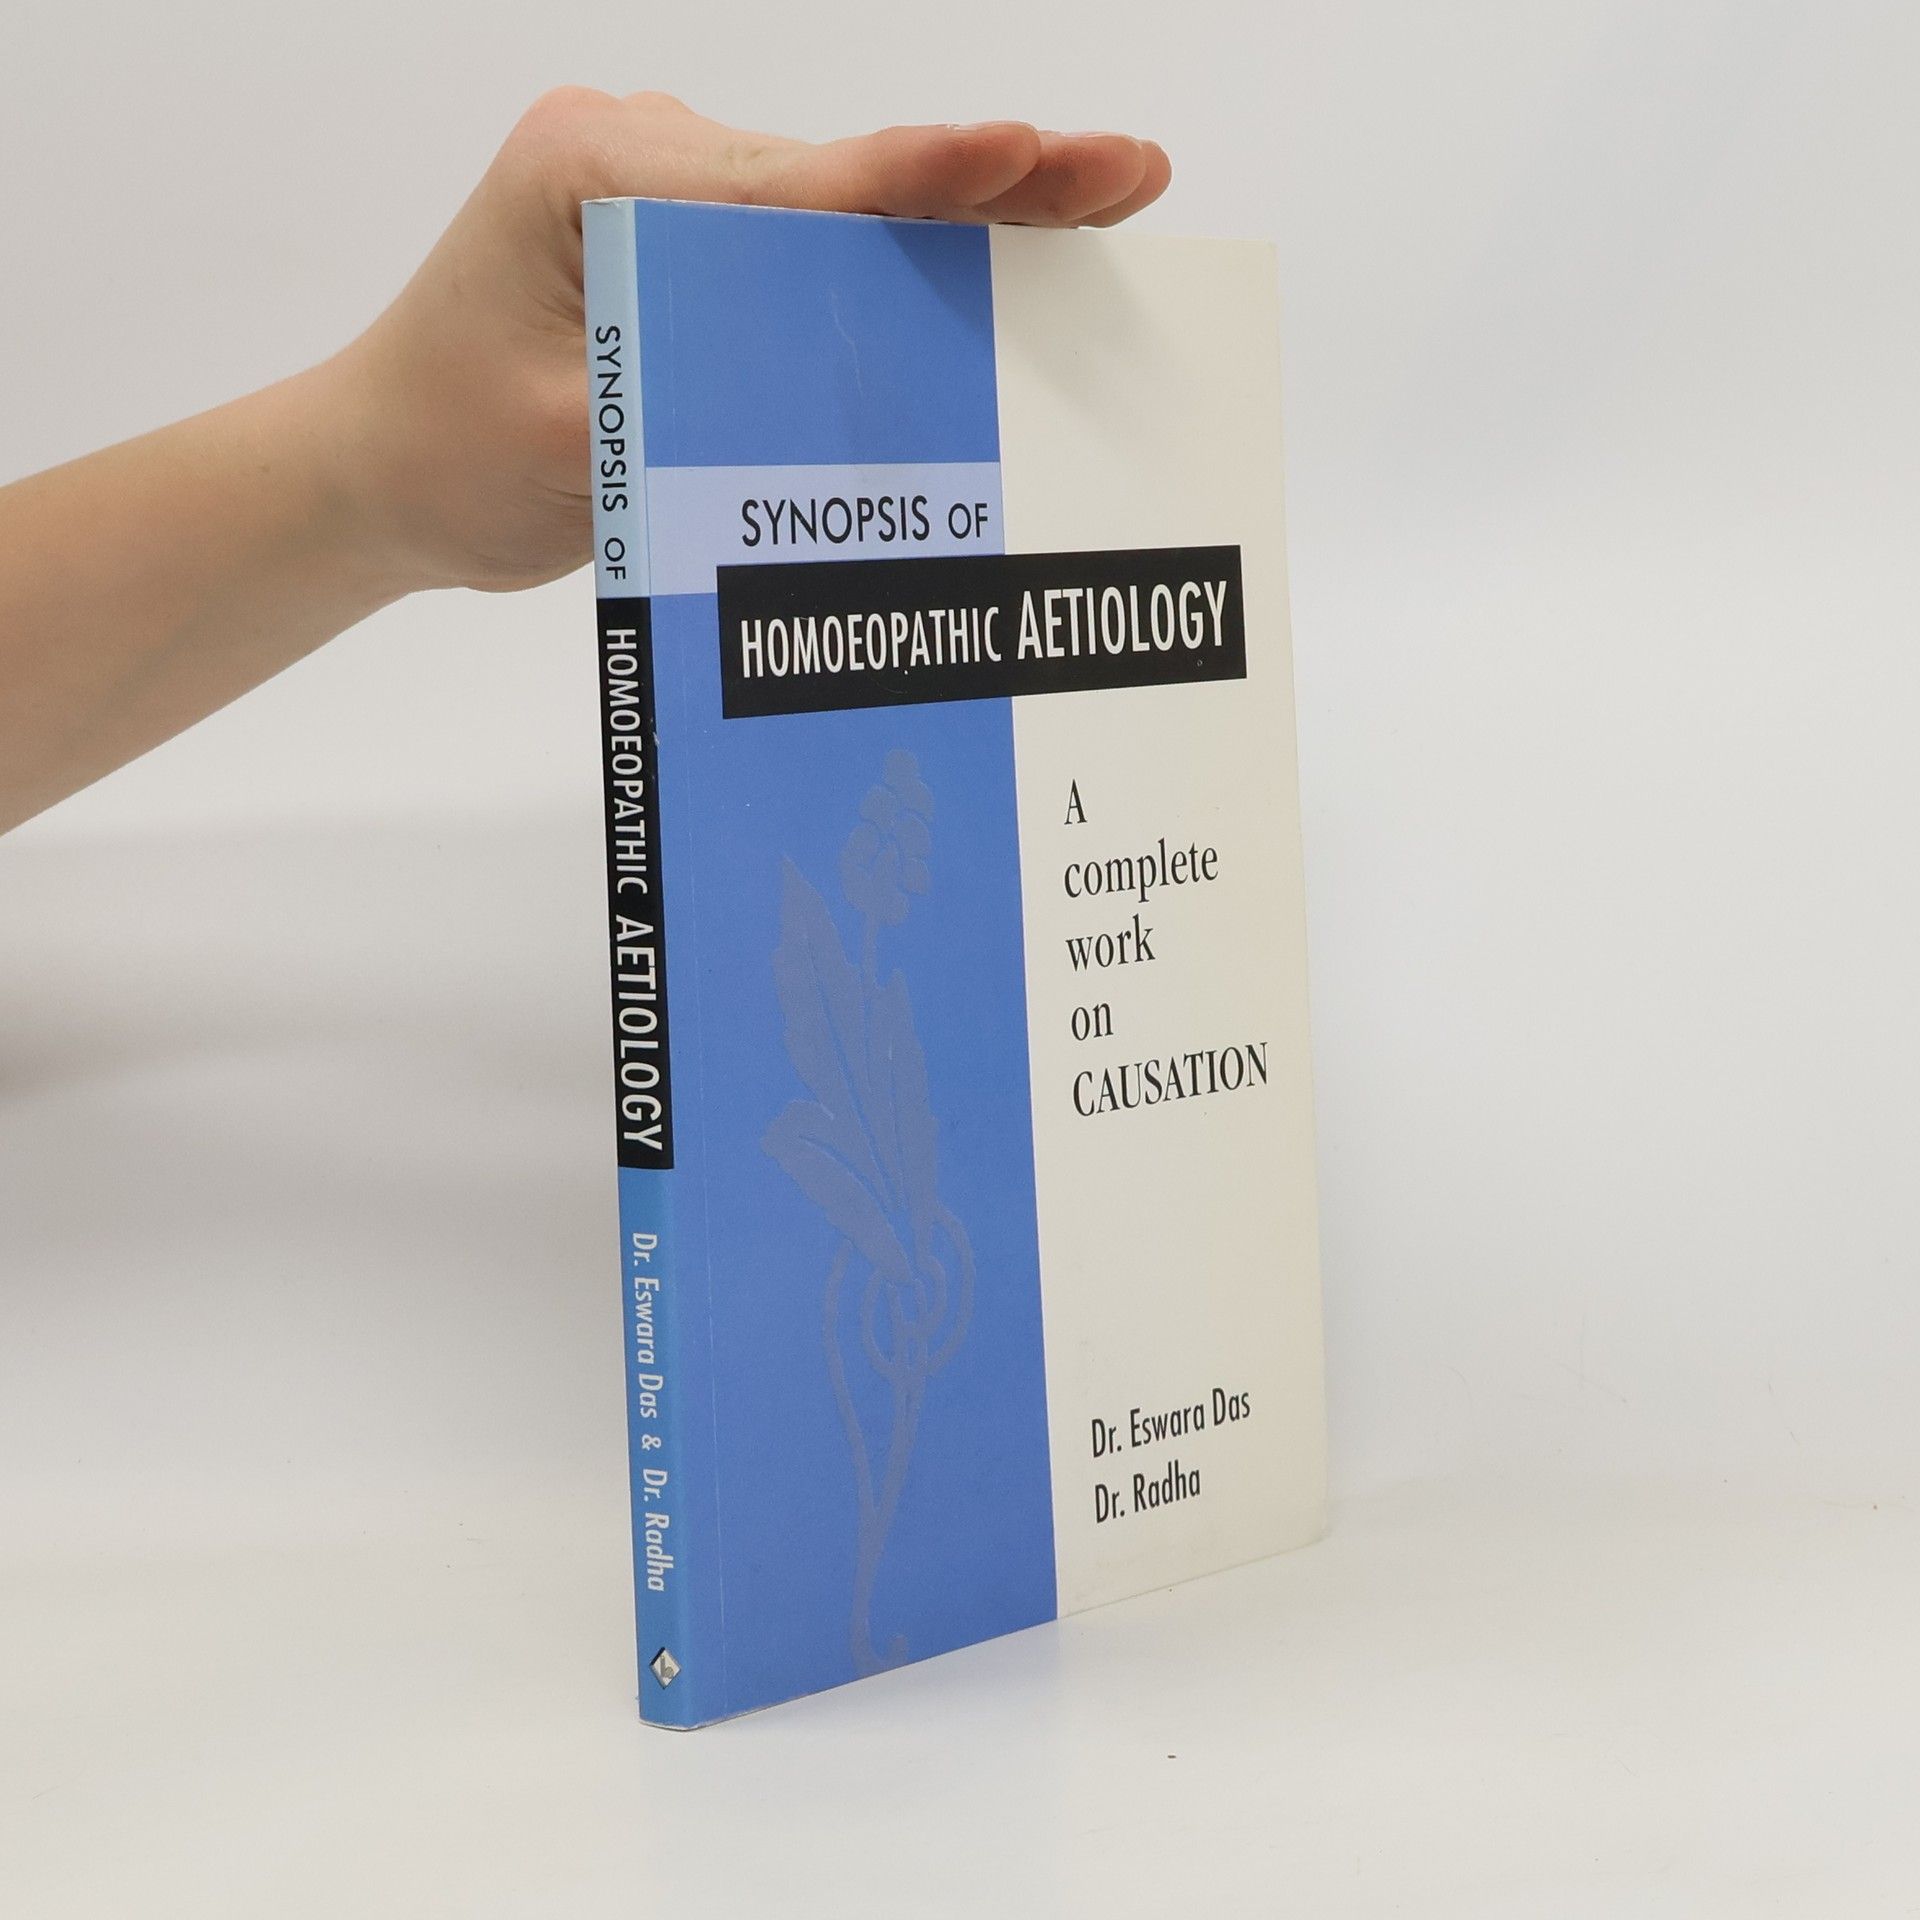 SYNOPSIS OF HOMOEOPATHIC AETIOLOGY Dr. Eswara Das & Dr. Radha
SYNOPSIS OF
HOMOEOPATHIC AETIOLOGY
A
complete
work
on
CAUSATION
Dr. Eswara Das
Dr. Radha